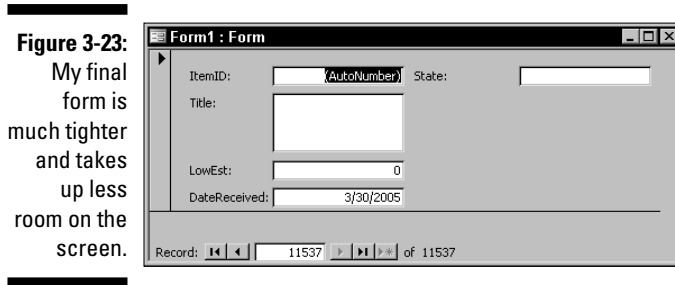 Figure 3-23:
My final
form is
much tighter
and takes
up less
room on the
screen.
Form1 : Form
ItemID: (AutoNumber) State:
Title:
LowEst: 0
DateReceived: 3/30/2005
Record: 11537 of 11537